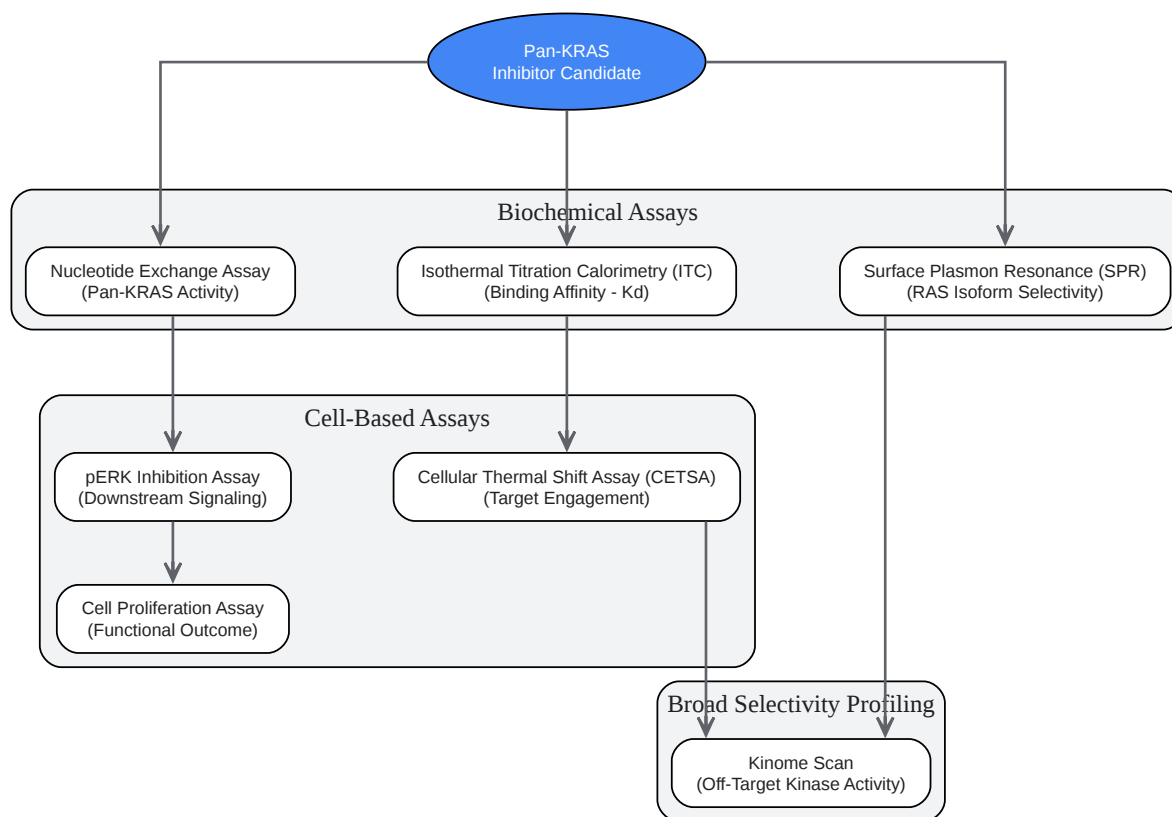 Pan-KRAS
Inhibitor Candidate
Biochemical Assays
Nucleotide Exchange Assay
(Pan-KRAS Activity)
Isothermal Titration Calorimetry (ITC)
(Binding Affinity - Kd)
Surface Plasmon Resonance (SPR)
(RAS Isoform Selectivity)
Cell-Based Assays
pERK Inhibition Assay
(Downstream Signaling)
Cellular Thermal Shift Assay (CETSA)
(Target Engagement)
Cell Proliferation Assay
(Functional Outcome)
Broad Selectivity Profiling
Kinome Scan
(Off-Target Kinase Activity)